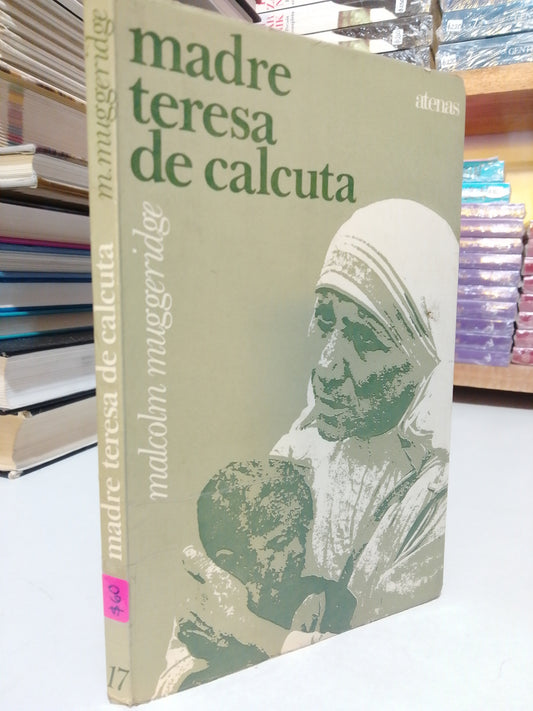 madre
teresa
de calcuta
atenas
malcolm muggeridge
m. muggeridge
madre teresa de calcuta
$60
17